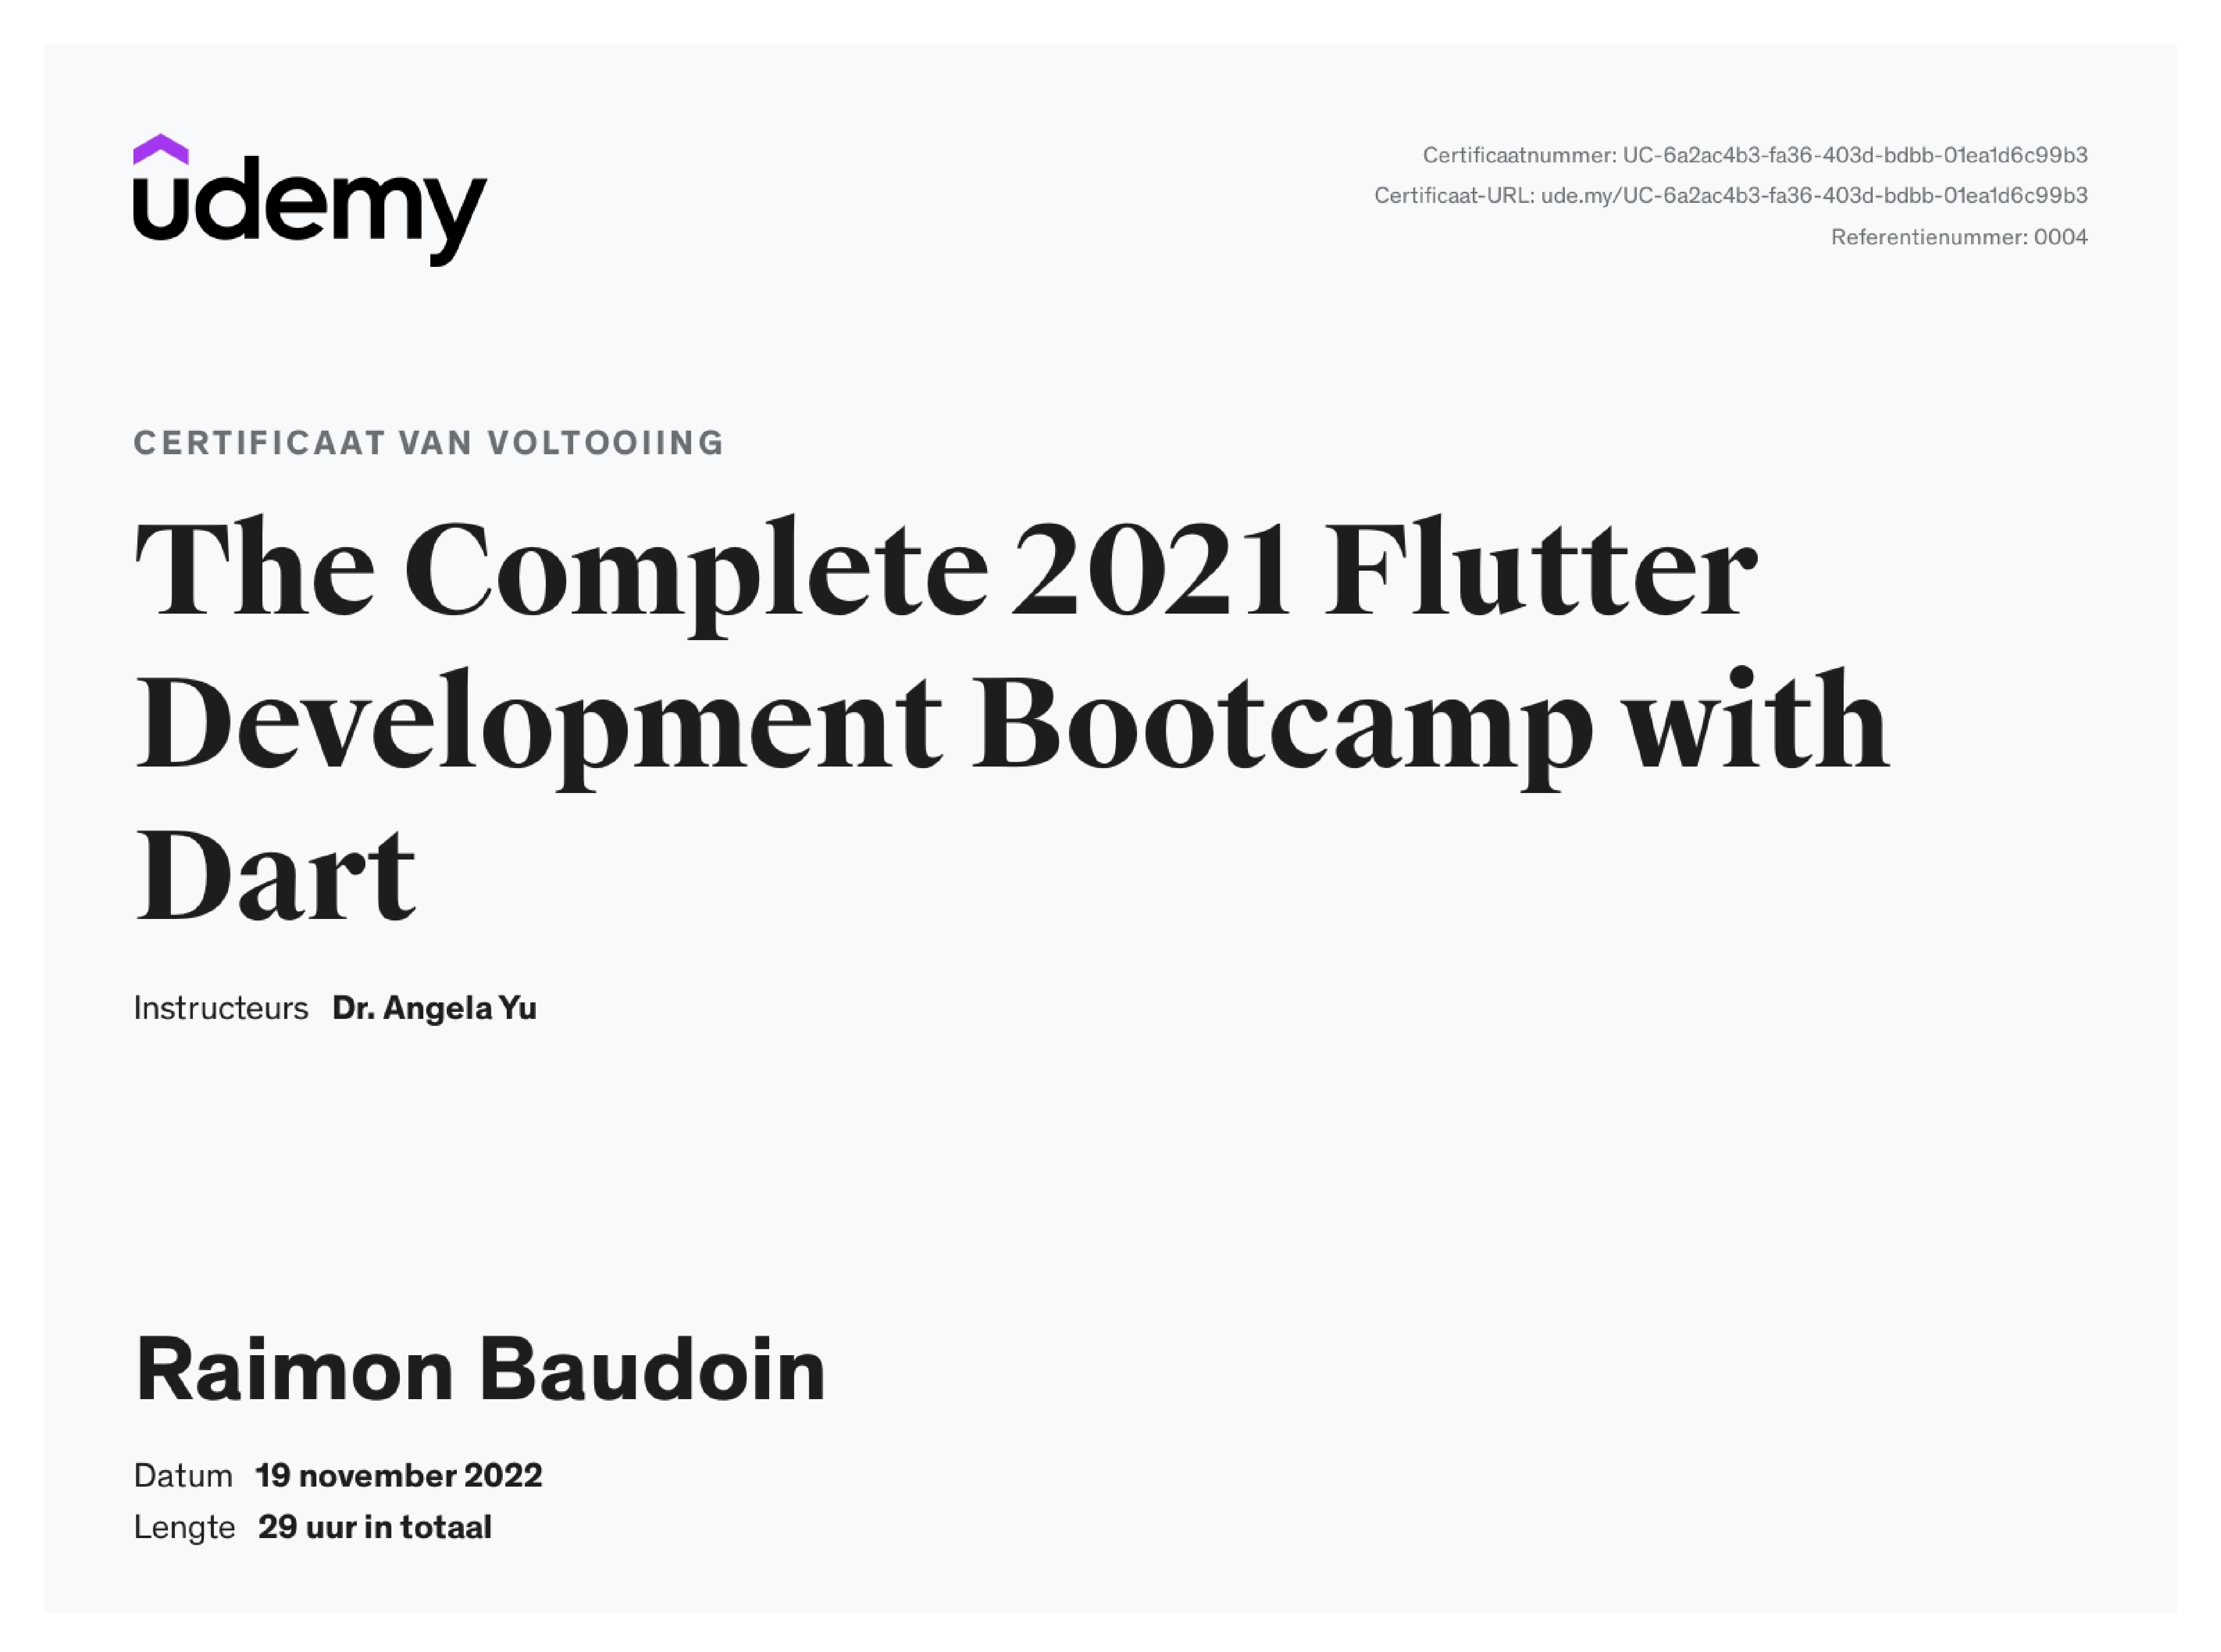 udemy
Certificaatnummer: UC-6a2ac4b3-fa36-403d-bdbb-01ea1d6c99b3
Certificaat-URL: ude.my/UC-6a2ac4b3-fa36-403d-bdbb-01ea1d6c99b3
Referentienummer: 0004
CERTIFICAAT VAN VOLTOOIING
The Complete 2021 Flutter
Development Bootcamp with
Dart
Instructeurs Dr. Angela Yu
Raimon Baudoin
Datum 19 november 2022
Lengte 29 uur in totaal